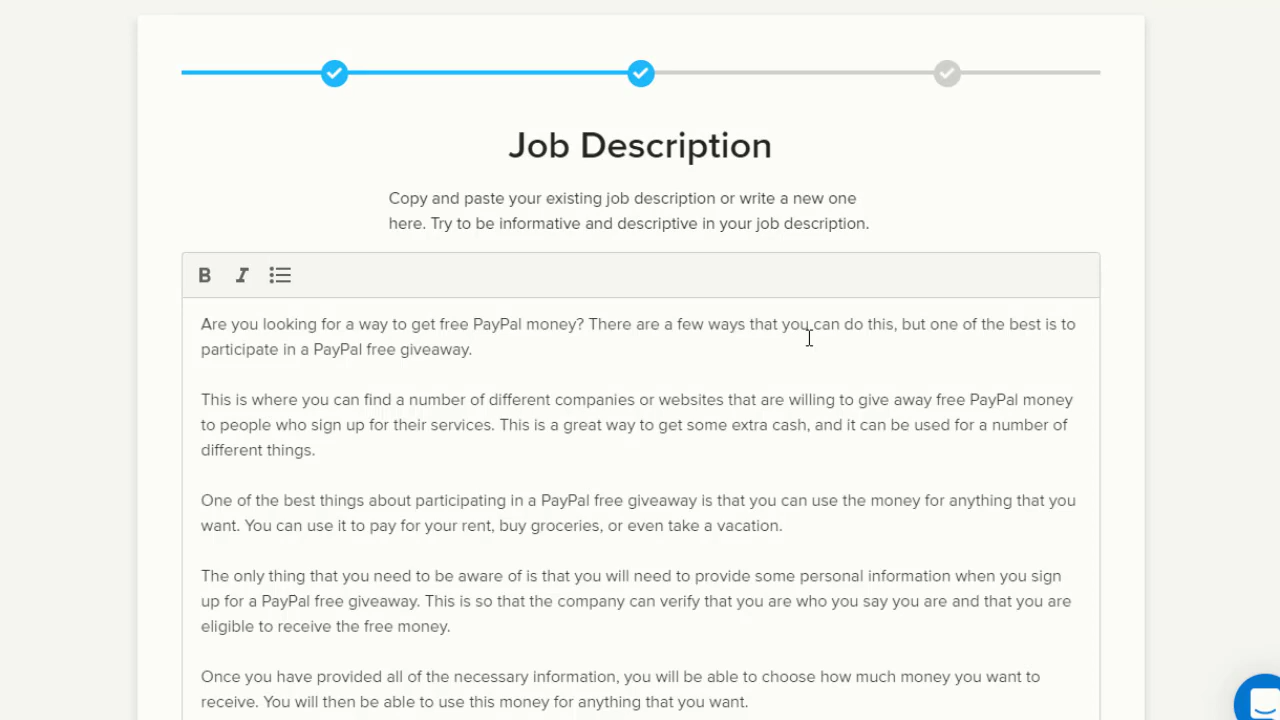 Job Description
Copy and paste your existing job description or write a new one
here. Try to be informative and descriptive in your job description.
B I
Are you looking for a way to get free PayPal money? There are a few ways that you can do this, but one of the best is to
participate in a PayPal free giveaway.
This is where you can find a number of different companies or websites that are willing to give away free PayPal money
to people who sign up for their services. This is a great way to get some extra cash, and it can be used for a number of
different things.
One of the best things about participating in a PayPal free giveaway is that you can use the money for anything that you
want. You can use it to pay for your rent, buy groceries, or even take a vacation.
The only thing that you need to be aware of is that you will need to provide some personal information when you sign
up for a PayPal free giveaway. This is so that the company can verify that you are who you say you are and that you are
eligible to receive the free money.
Once you have provided all of the necessary information, you will be able to choose how much money you want to
receive. You will then be able to use this money for anything that you want.